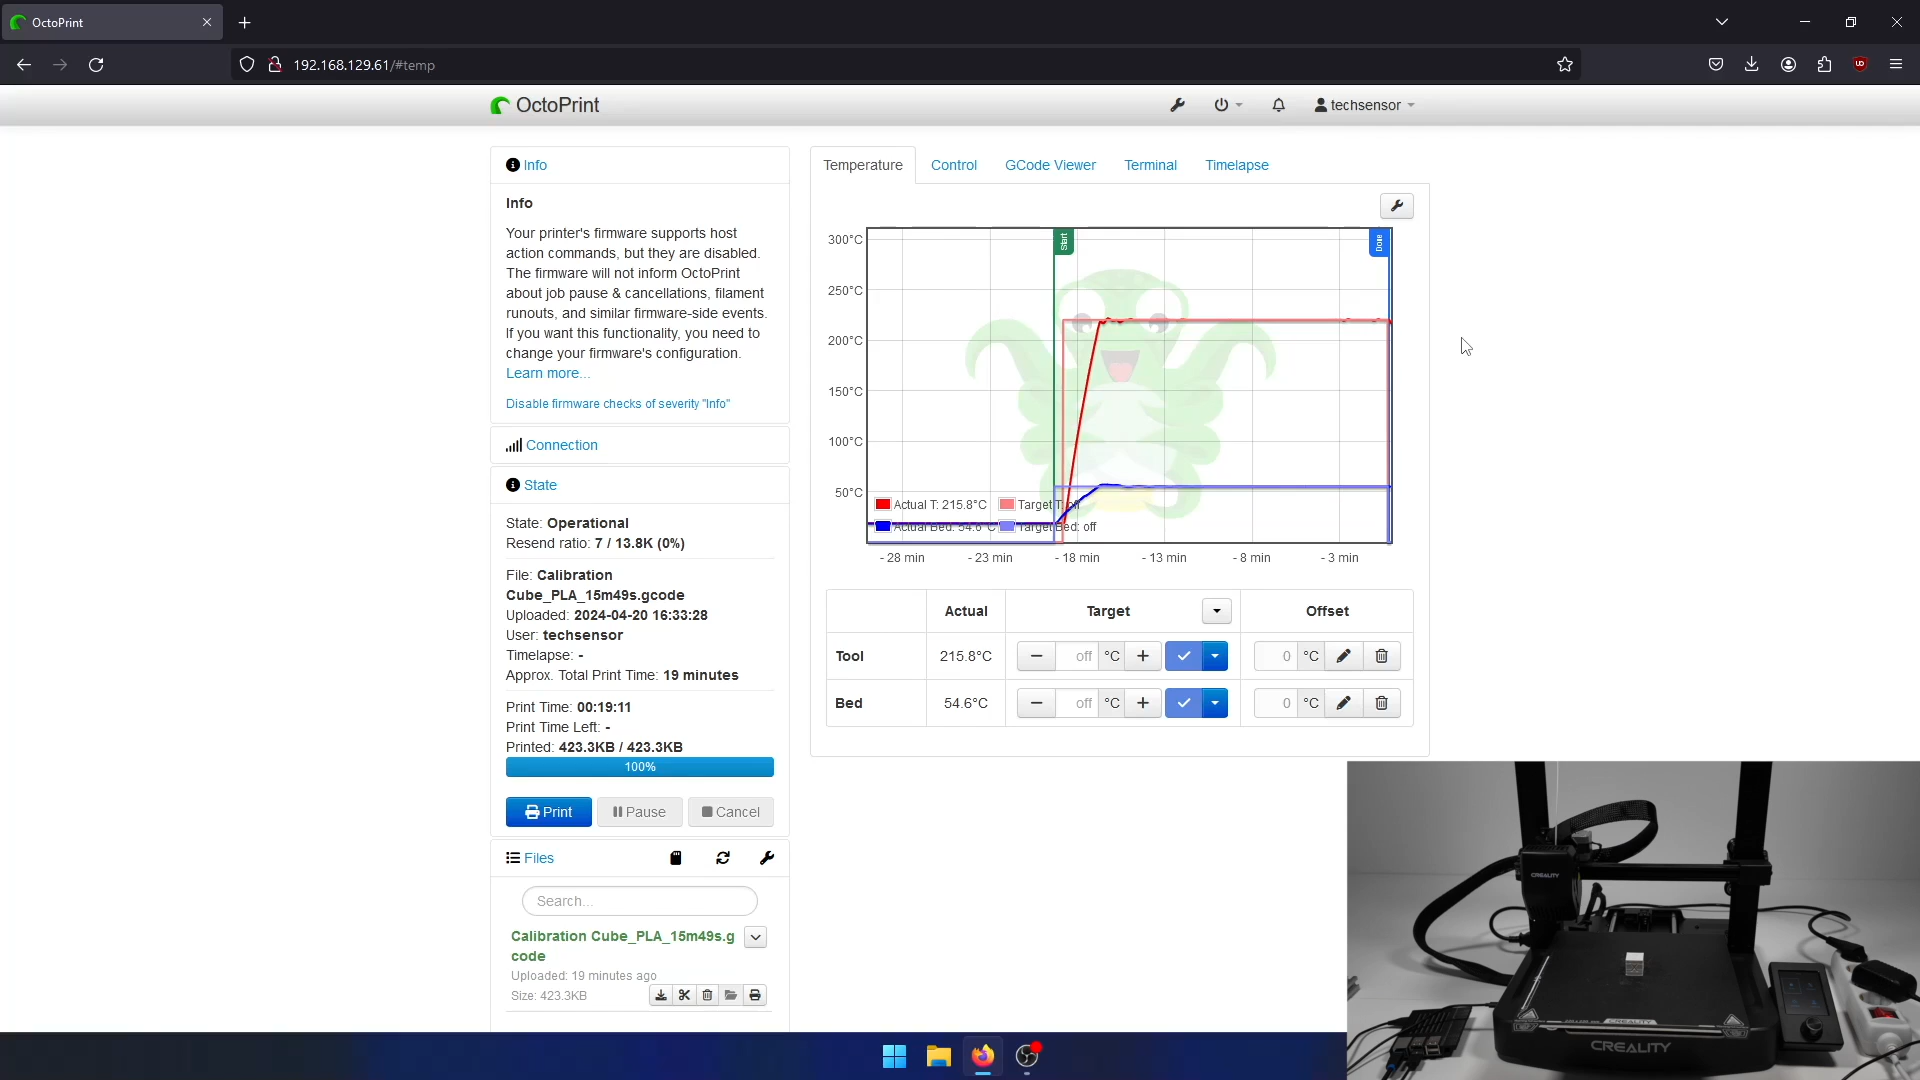 OctoPrint
192.168.129.61/#temp
OctoPrint
techsensor
Info
Info
Your printer's firmware supports host
action commands, but they are disabled.
The firmware will not inform OctoPrint
about job pause & cancellations, filament
runouts, and similar firmware-side events.
If you want this functionality, you need to
change your firmware's configuration.
Learn more...
Disable firmware checks of severity "Info"
Connection
State
State: Operational
Resend ratio: 7 / 13.8K (0%)
File: Calibration
Cube_PLA_15m49s.gcode
Uploaded: 2024-04-20 16:33:28
User: techsensor
Timelapse: -
Approx. Total Print Time: 19 minutes
Print Time: 00:19:11
Print Time Left: -
Printed: 423.3KB / 423.3KB
100%
Print Pause Cancel
Files
Search...
Calibration Cube_PLA_15m49s.g
code
Uploaded: 19 minutes ago
Size: 423.3KB
Temperature Control GCode Viewer Terminal Timelapse
300°C
250°C
200°C
150°C
100°C
50°C
Start
Done
Actual T: 215.8°C Target T: off
Actual Bed: 54.6°C Target Bed: off
- 28 min - 23 min - 18 min - 13 min - 8 min - 3 min
Actual Target Offset
Tool 215.8°C off °C 0 °C
Bed 54.6°C off °C 0 °C
CREALITY
CREALITY
CREALITY